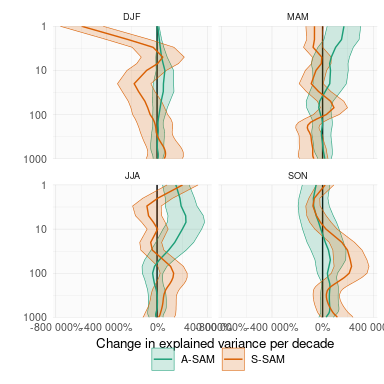 DJF MAM
1
10
100
1000
JJA SON
1
10
100
1000
-800 000% -400 000% 0% 400 000% -800 000% -400 000% 0% 400 000%
Change in explained variance per decade
A-SAM S-SAM